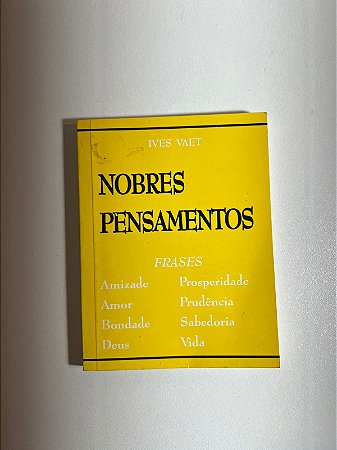 IVES VAET
NOBRES
PENSAMENTOS
FRASES
Amizade Prosperidade
Amor Prudência
Bondade Sabedoria
Deus Vida